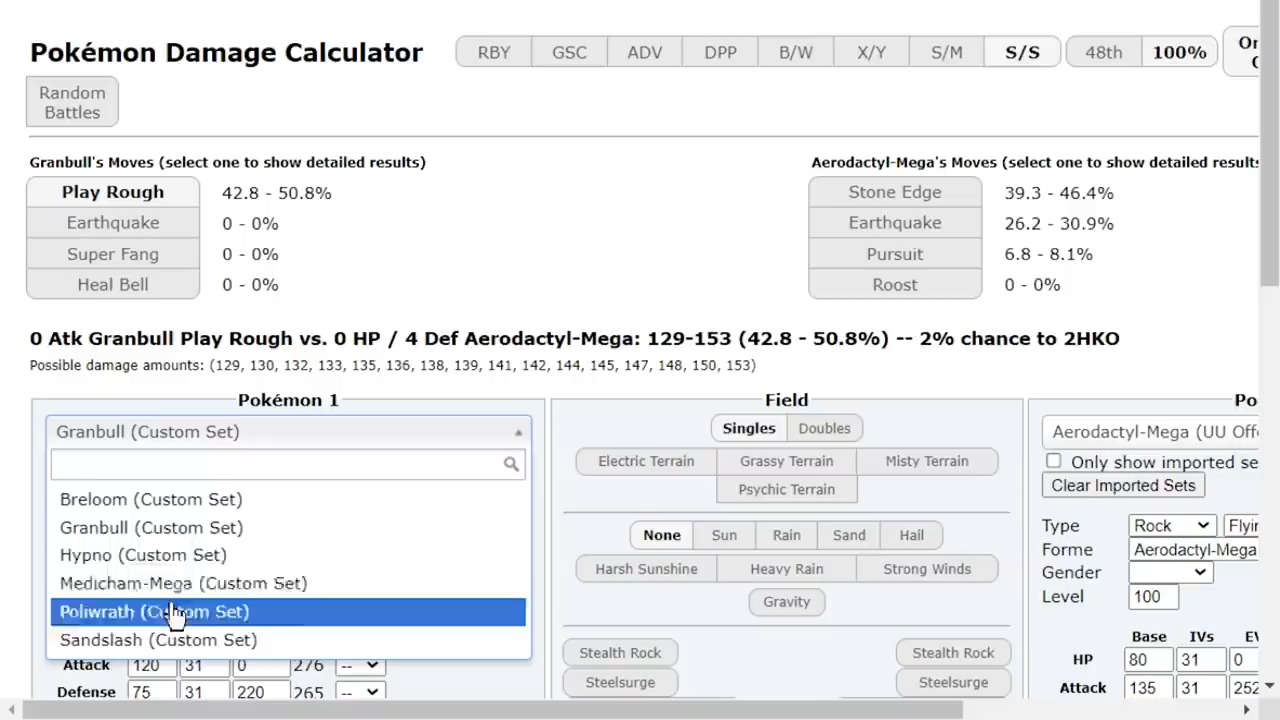 Pokémon Damage Calculator
RBY GSC ADV DPP B/W X/Y S/M S/S 48th 100% On
Random
Battles
Granbull's Moves (select one to show detailed results)
Play Rough 42.8 - 50.8%
Earthquake 0 - 0%
Super Fang 0 - 0%
Heal Bell 0 - 0%
Aerodactyl-Mega's Moves (select one to show detailed results
Stone Edge 39.3 - 46.4%
Earthquake 26.2 - 30.9%
Pursuit 6.8 - 8.1%
Roost 0 - 0%
0 Atk Granbull Play Rough vs. 0 HP / 4 Def Aerodactyl-Mega: 129-153 (42.8 - 50.8%) -- 2% chance to 2HKO
Possible damage amounts: (129, 130, 132, 133, 135, 136, 138, 139, 141, 142, 144, 145, 147, 148, 150, 153)
Pokémon 1
Granbull (Custom Set)
Breloom (Custom Set)
Granbull (Custom Set)
Hypno (Custom Set)
Medicham-Mega (Custom Set)
Poliwrath (Custom Set)
Sandslash (Custom Set)
Attack 120 31 0 276 --
Defense 75 31 220 265 --
Field
Singles Doubles
Electric Terrain Grassy Terrain Misty Terrain
Psychic Terrain
None Sun Rain Sand Hail
Harsh Sunshine Heavy Rain Strong Winds
Gravity
Stealth Rock Stealth Rock
Steelsurge Steelsurge
Po
Aerodactyl-Mega (UU Offe
Only show imported se
Clear Imported Sets
Type Rock Flyin
Forme Aerodactyl-Mega
Gender
Level 100
Base IVs EV
HP 80 31 0
Attack 135 31 252